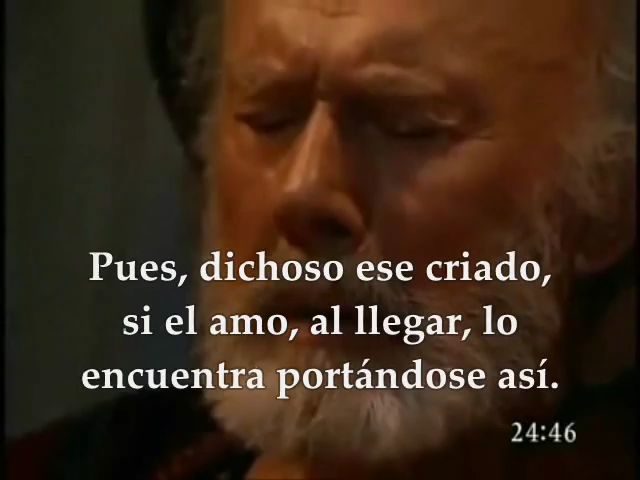 Pues, dichoso ese criado,
si el amo, al llegar, lo
encuentra portándose así.
24:46